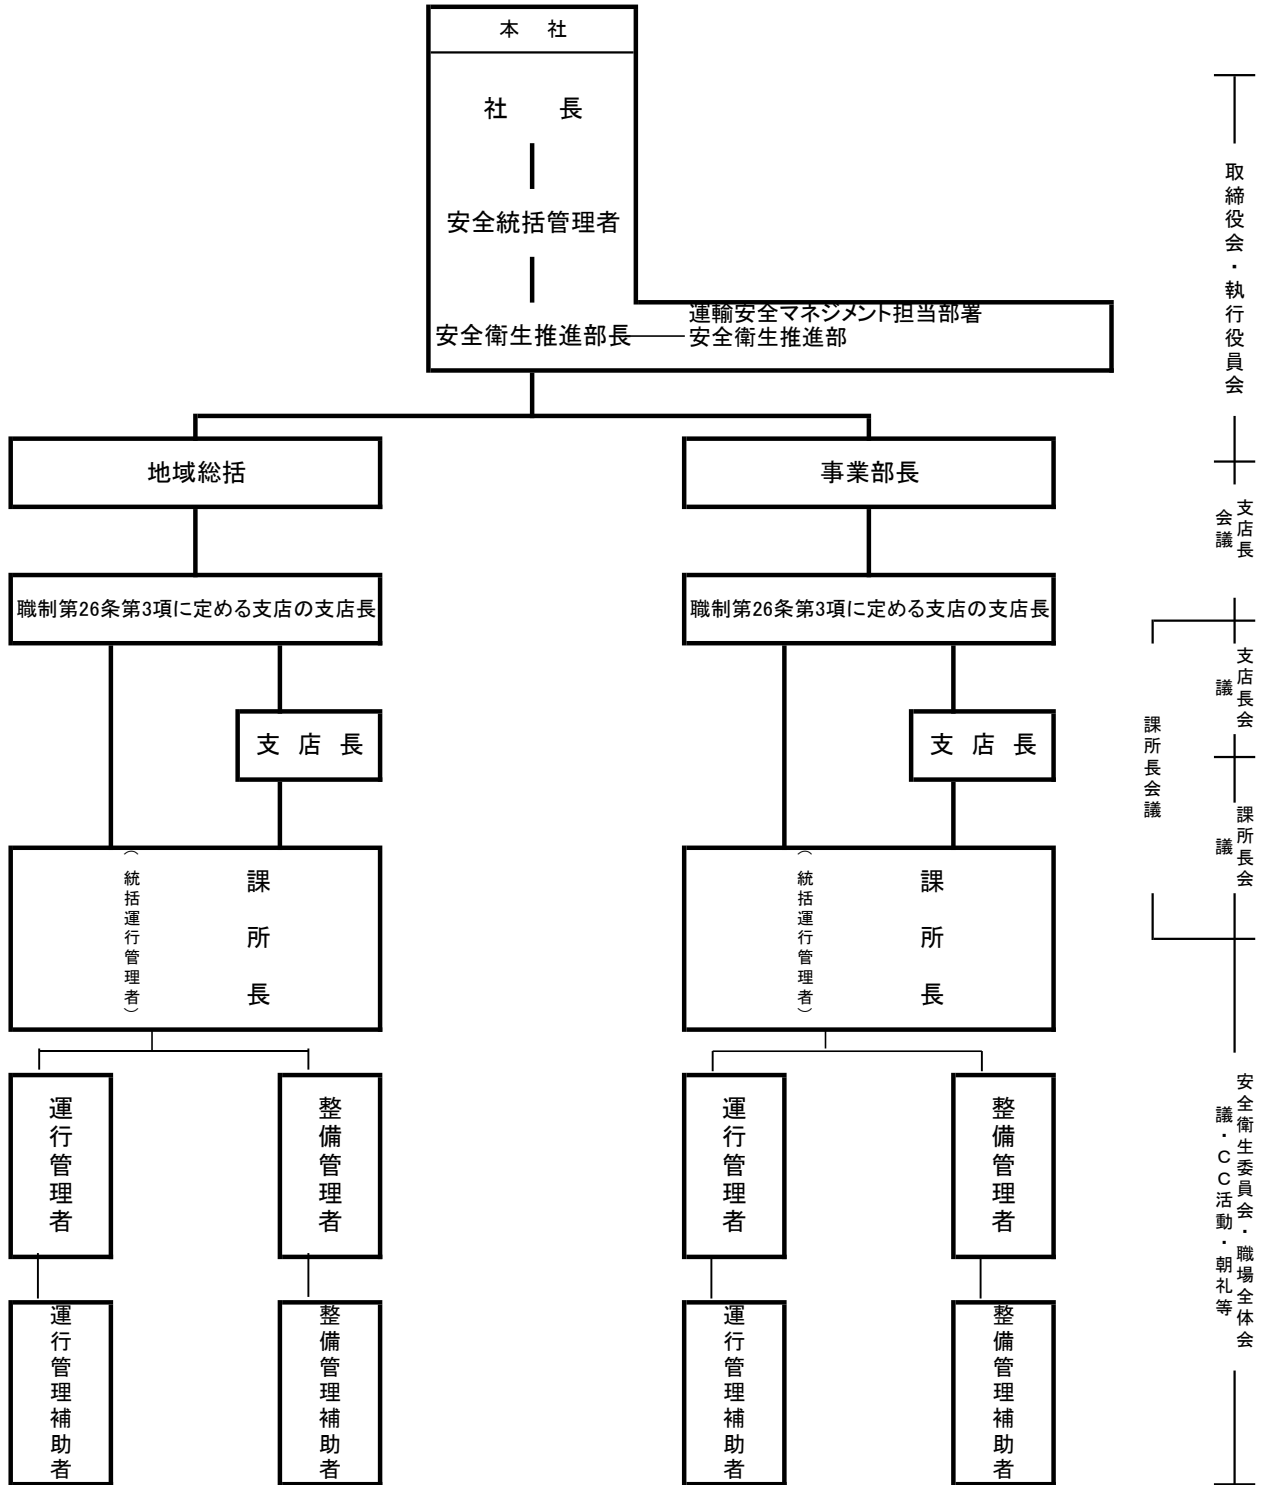 本 社
社 長
安全統括管理者
安全衛生推進部長
運輸安全マネジメント担当部署
安全衛生推進部
地域総括
事業部長
職制第26条第3項に定める支店の支店長
職制第26条第3項に定める支店の支店長
支 店 長
支 店 長
課 所 長
(統括運行管理者)
課 所 長
(統括運行管理者)
運行管理者
整備管理者
運行管理者
整備管理者
運行管理補助者
整備管理補助者
運行管理補助者
整備管理補助者
取締役会・執行役員会
支店長
会議
支店長会
議
課所長会議
課所長会
議
安全衛生委員会・職場全体会
議・CC活動・朝礼等